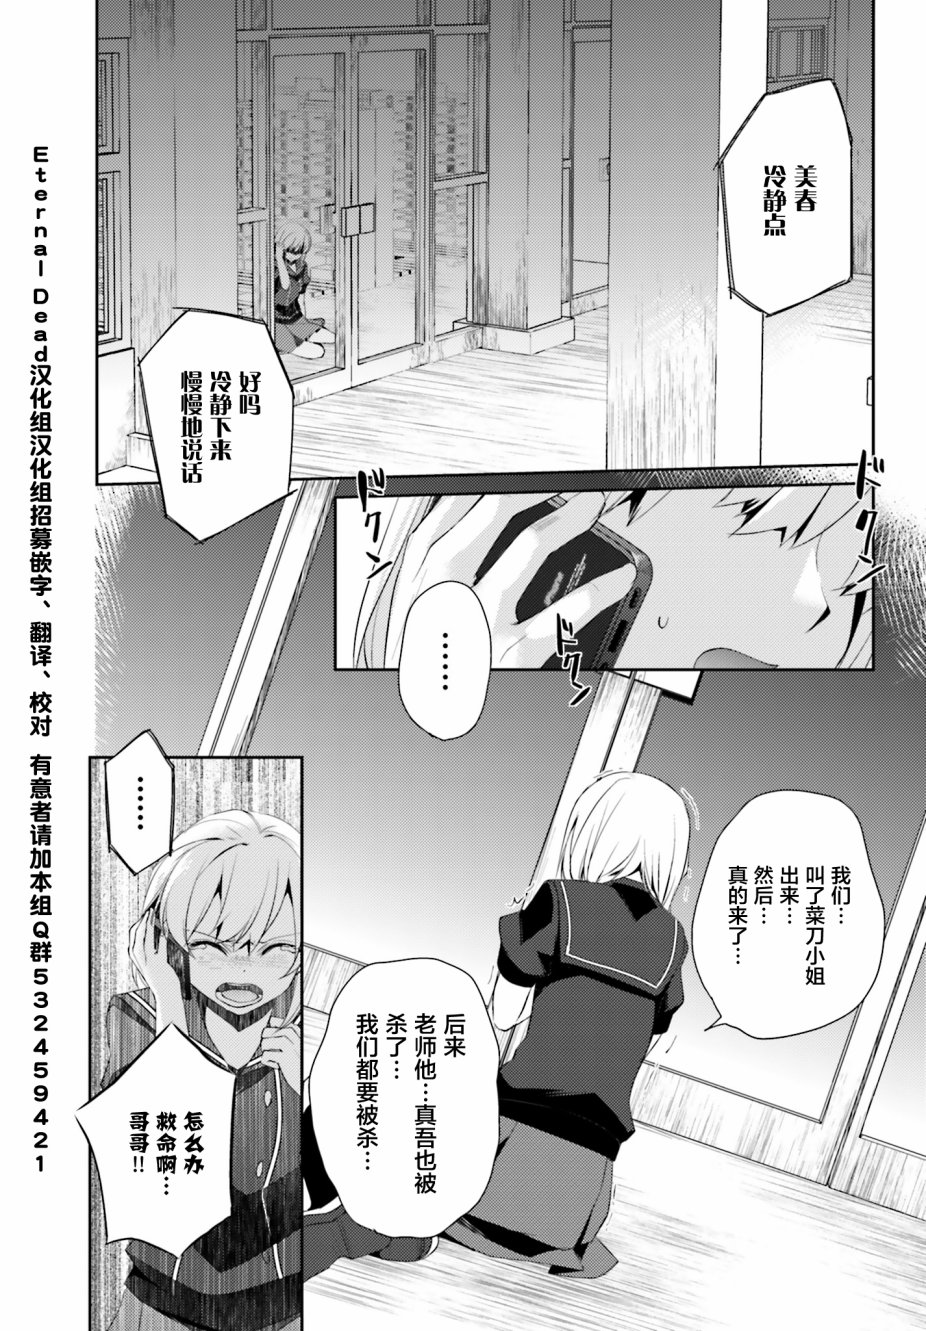 美春
冷静点
好吗
冷静下来
慢慢地说话
ドクン
ドクン
……
我们…
叫了菜刀小姐
出来…
然后…
真的来了…
后来
老师他…真吾也被
杀了…
我们都要被杀…
……
怎么办
救命啊…
哥哥!!
Eternal Dead汉化组汉化组招募嵌字、翻译、校对 有意者请加本组Q群532459421